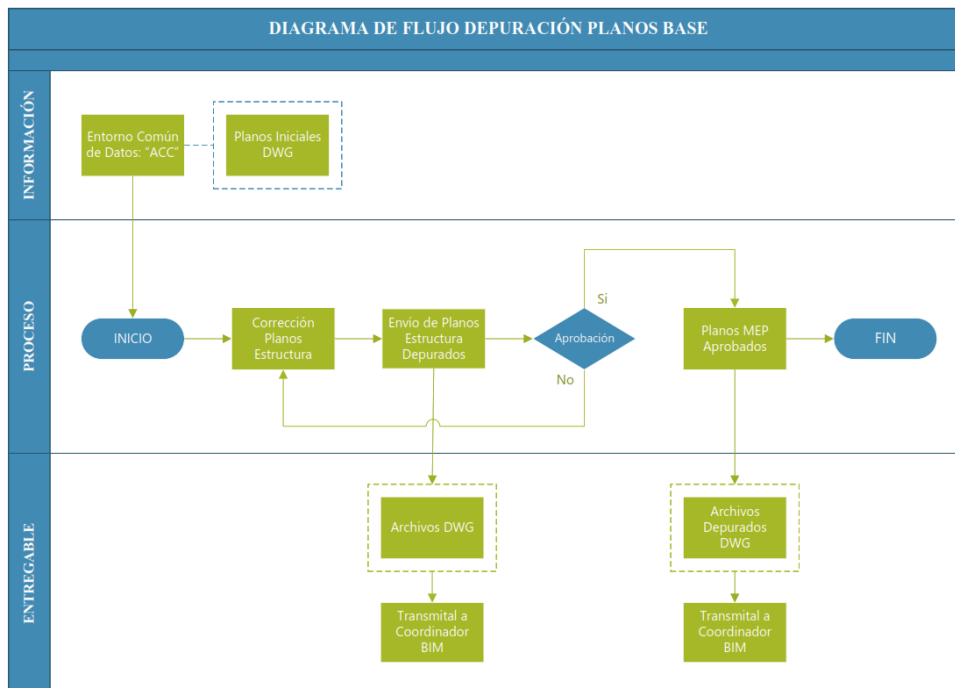 DIAGRAMA DE FLUJO DEPURACIÓN PLANOS BASE
INFORMACIÓN
Entorno Común
de Datos: "ACC"
Planos Iniciales
DWG
PROCESO
INICIO
Corrección
Planos
Estructura
Envio de Planos
Estructura
Depurados
Aprobación
Si
No
Planos MEP
Aprobados
FIN
ENTREGABLE
Archivos DWG
Transmital a
Coordinador
BIM
Archivos
Depurados
DWG
Transmital a
Coordinador
BIM